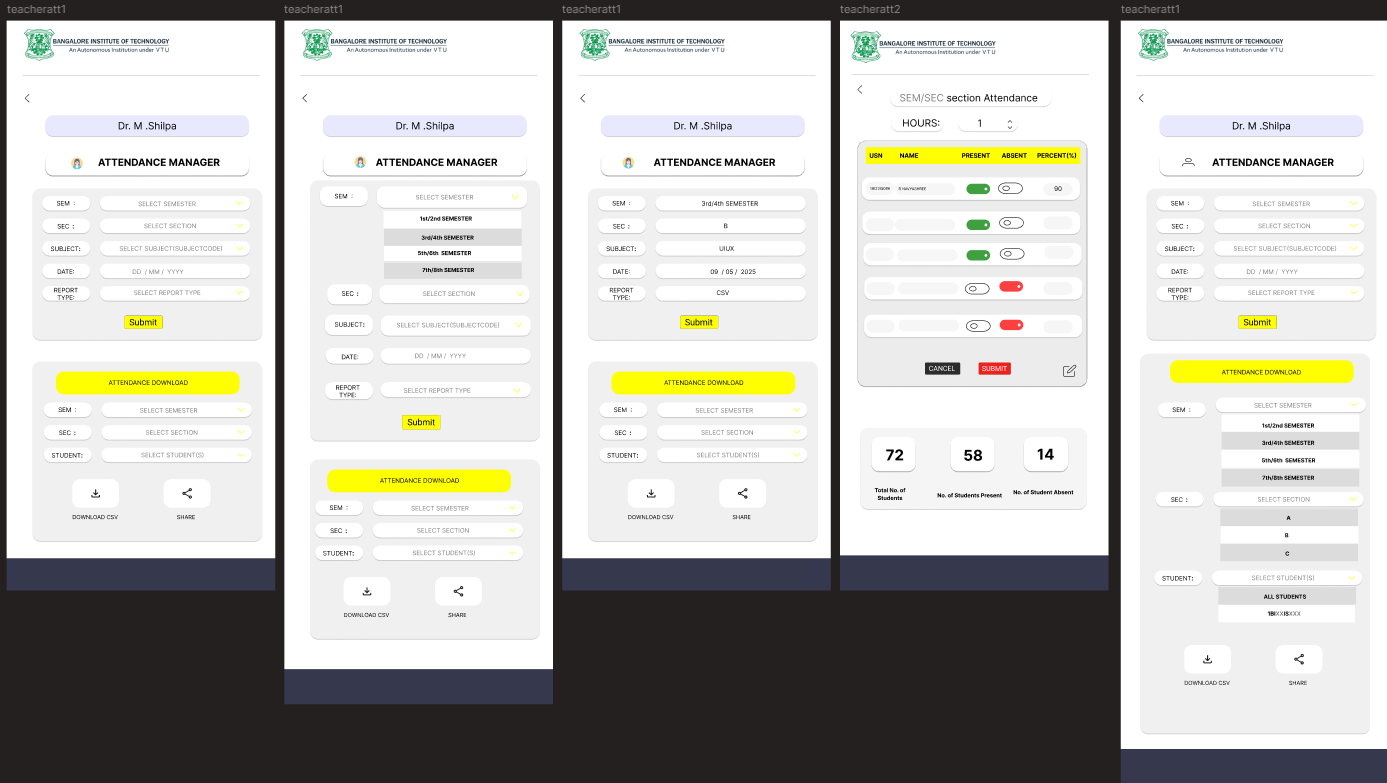 teacheratt1
BANGALORE INSTITUTE OF TECHNOLOGY
An Autonomous Institution under V T U
Dr. M .Shilpa
ATTENDANCE MANAGER
SEM :
SELECT SEMESTER
SEC :
SELECT SECTION
SUBJECT:
SELECT SUBJECT(SUBJECTCODE)
DATE:
DD / MM / YYYY
REPORT TYPE:
SELECT REPORT TYPE
Submit
ATTENDANCE DOWNLOAD
SEM :
SELECT SEMESTER
SEC :
SELECT SECTION
STUDENT:
SELECT STUDENT(S)
DOWNLOAD CSV
SHARE
teacheratt1
BANGALORE INSTITUTE OF TECHNOLOGY
An Autonomous Institution under V T U
Dr. M .Shilpa
ATTENDANCE MANAGER
SEM :
SELECT SEMESTER
1st/2nd SEMESTER
3rd/4th SEMESTER
5th/6th SEMESTER
7th/8th SEMESTER
SEC :
SELECT SECTION
SUBJECT:
SELECT SUBJECT(SUBJECTCODE)
DATE:
DD / MM / YYYY
REPORT TYPE:
SELECT REPORT TYPE
Submit
ATTENDANCE DOWNLOAD
SEM :
SELECT SEMESTER
SEC :
SELECT SECTION
STUDENT:
SELECT STUDENT(S)
DOWNLOAD CSV
SHARE
teacheratt1
BANGALORE INSTITUTE OF TECHNOLOGY
An Autonomous Institution under V T U
Dr. M .Shilpa
ATTENDANCE MANAGER
SEM :
3rd/4th SEMESTER
SEC :
B
SUBJECT:
UIUX
DATE:
09 / 05 / 2025
REPORT TYPE:
CSV
Submit
ATTENDANCE DOWNLOAD
SEM :
SELECT SEMESTER
SEC :
SELECT SECTION
STUDENT:
SELECT STUDENT(S)
DOWNLOAD CSV
SHARE
teacheratt2
BANGALORE INSTITUTE OF TECHNOLOGY
An Autonomous Institution under V T U
SEM/SEC section Attendance
HOURS:
1
USN NAME PRESENT ABSENT PERCENT(%)
90
CANCEL
SUBMIT
72
58
14
Total No. of Students
No. of Students Present
No. of Student Absent
teacheratt1
BANGALORE INSTITUTE OF TECHNOLOGY
An Autonomous Institution under V T U
Dr. M .Shilpa
ATTENDANCE MANAGER
SEM :
SELECT SEMESTER
SEC :
SELECT SECTION
SUBJECT:
SELECT SUBJECT(SUBJECTCODE)
DATE:
DD / MM / YYYY
REPORT TYPE:
SELECT REPORT TYPE
Submit
ATTENDANCE DOWNLOAD
SEM :
SELECT SEMESTER
1st/2nd SEMESTER
3rd/4th SEMESTER
5th/6th SEMESTER
7th/8th SEMESTER
SEC :
SELECT SECTION
A
B
C
STUDENT:
SELECT STUDENT(S)
ALL STUDENTS
1BIXXISXXX
DOWNLOAD CSV
SHARE